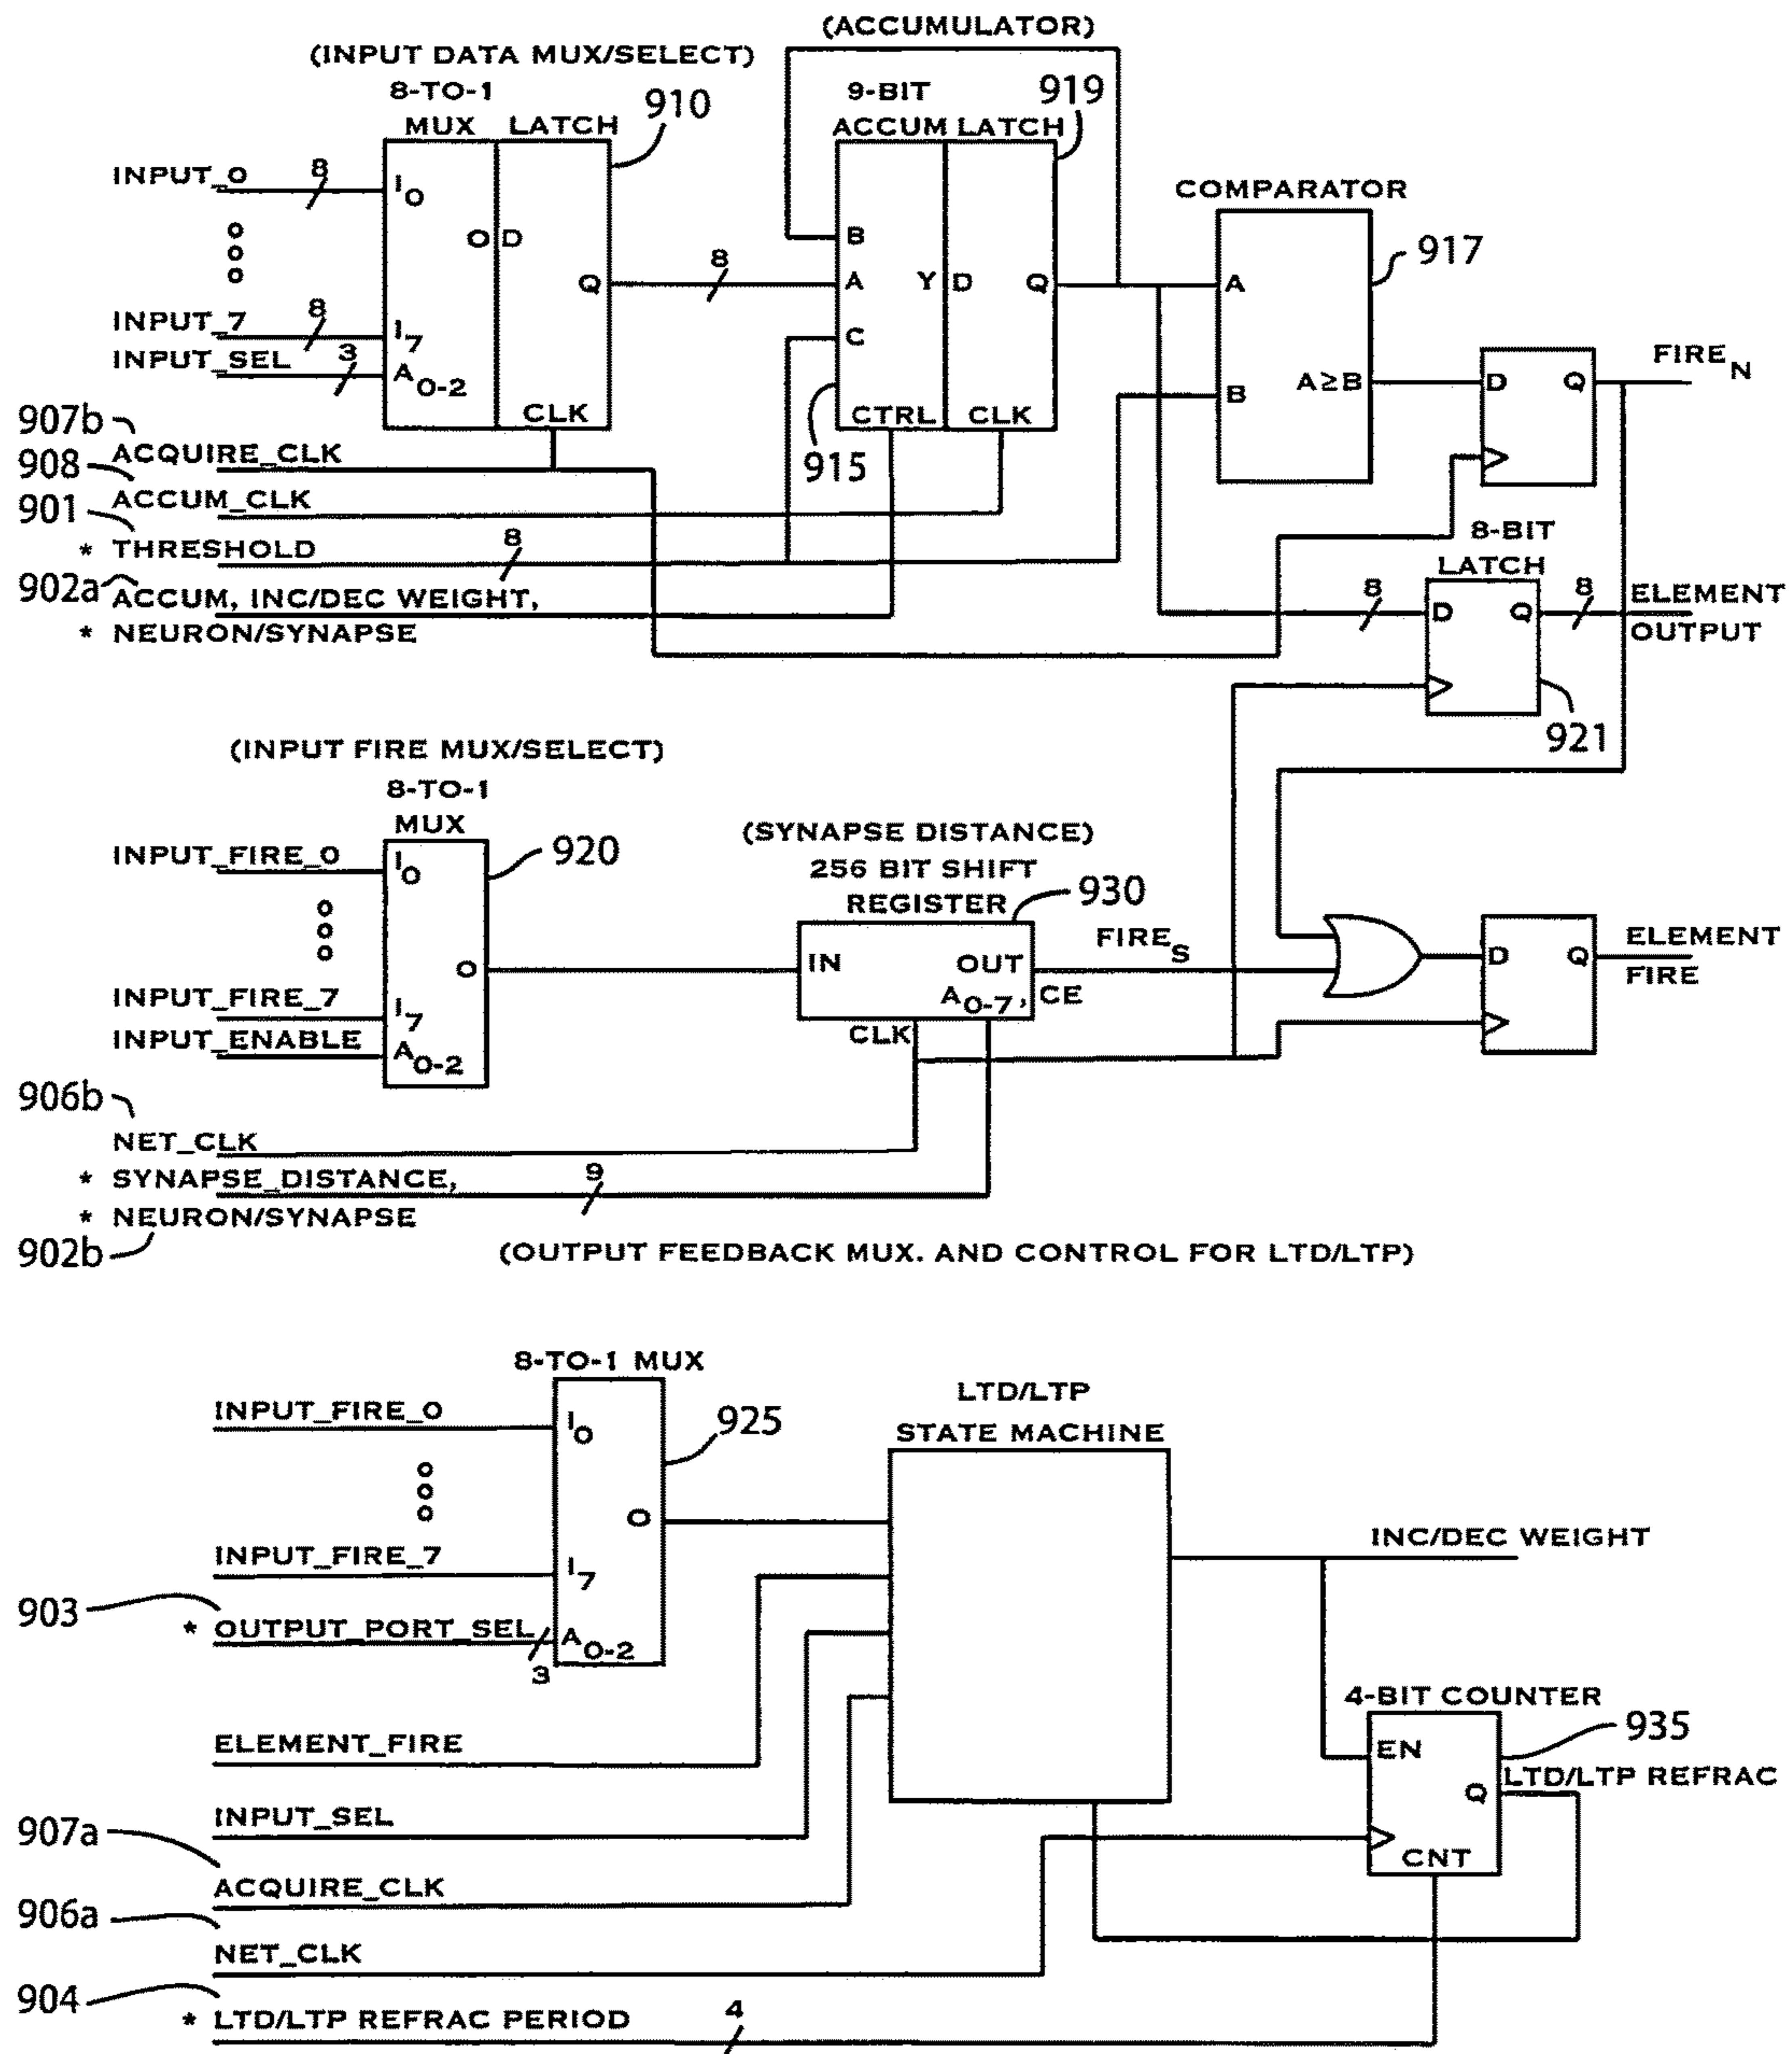 (ACCUMULATOR)
(INPUT DATA MUX/SELECT)
8-TO-1
MUX LATCH
910
9-BIT
ACCUM LATCH
919
COMPARATOR
917
INPUT_0
8
I0
O D
Q
8
B
A
C
Y D
Q
A
B
A≥B
INPUT_7
8
I7
INPUT_SEL
3
A0-2
CLK
CTRL
CLK
915
D Q
FIREN
907b
ACQUIRE_CLK
908
ACCUM_CLK
901
* THRESHOLD
8
902a
ACCUM, INC/DEC WEIGHT,
* NEURON/SYNAPSE
8-BIT
LATCH
8
D Q
8
ELEMENT
OUTPUT
921
(INPUT FIRE MUX/SELECT)
8-TO-1
MUX
920
INPUT_FIRE_0
I0
O
INPUT_FIRE_7
I7
INPUT_ENABLE
A0-2
(SYNAPSE DISTANCE)
256 BIT SHIFT
REGISTER
930
IN OUT
A0-7, CE
CLK
FIRES
D Q
ELEMENT
FIRE
906b
NET_CLK
* SYNAPSE_DISTANCE,
9
* NEURON/SYNAPSE
902b
(OUTPUT FEEDBACK MUX. AND CONTROL FOR LTD/LTP)
8-TO-1 MUX
925
INPUT_FIRE_0
I0
O
INPUT_FIRE_7
I7
903
* OUTPUT_PORT_SEL
3
A0-2
LTD/LTP
STATE MACHINE
INC/DEC WEIGHT
4-BIT COUNTER
935
EN
Q
LTD/LTP REFRAC
CNT
ELEMENT_FIRE
INPUT_SEL
907a
ACQUIRE_CLK
906a
NET_CLK
904
* LTD/LTP REFRAC PERIOD
4